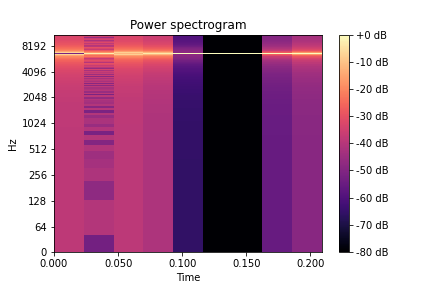 Power spectrogram
8192
4096
2048
1024
512
256
128
64
0
Hz
0.000 0.050 0.100 0.150 0.200
Time
+0 dB
-10 dB
-20 dB
-30 dB
-40 dB
-50 dB
-60 dB
-70 dB
-80 dB